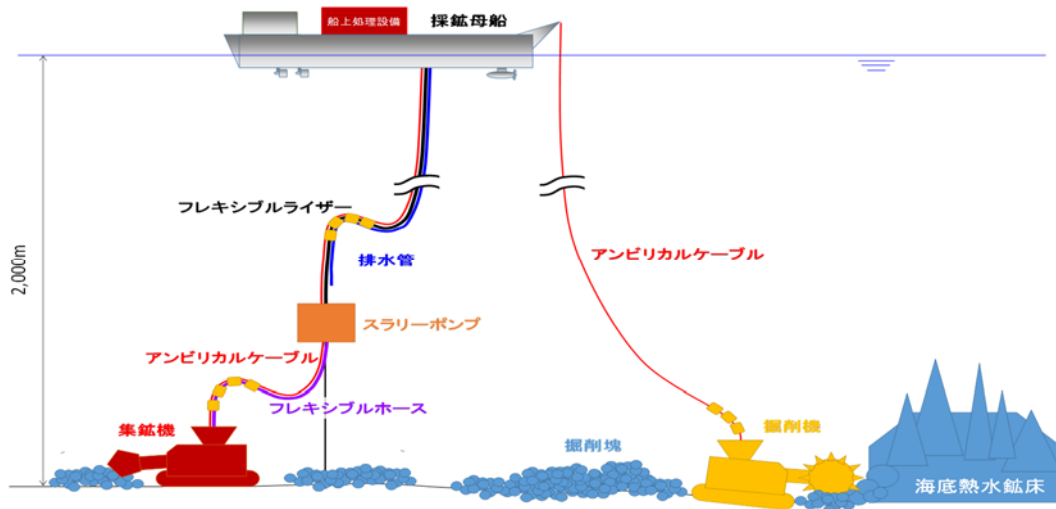 船上処理設備
採鉱母船
2,000m
フレキシブルライザー
排水管
アンビリカルケーブル
スラリーポンプ
アンビリカルケーブル
フレキシブルホース
集鉱機
掘削塊
掘削機
海底熱水鉱床